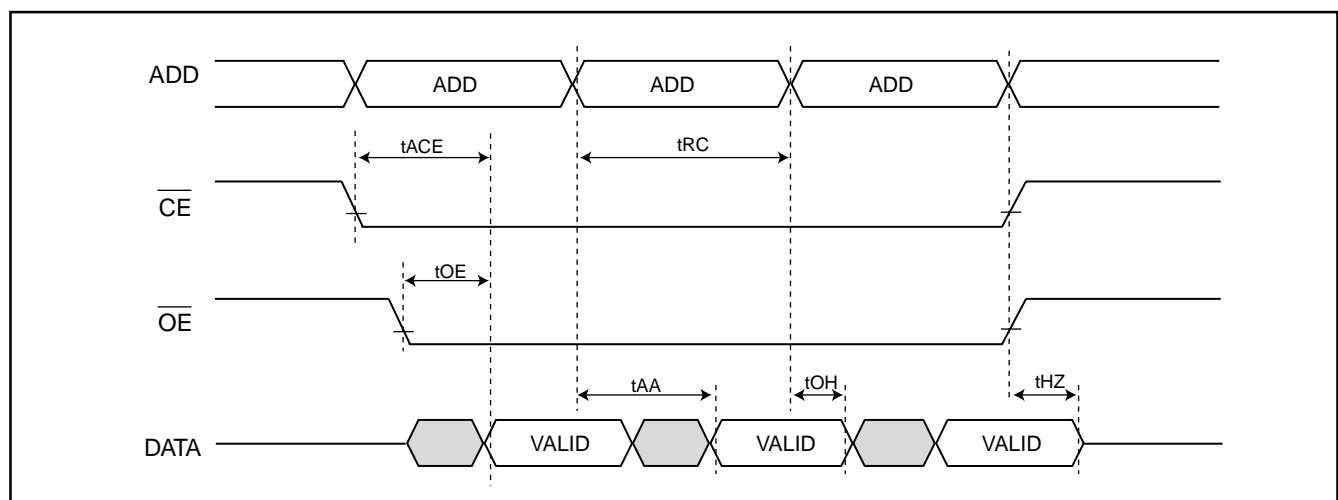 ADD ADD ADD ADD
tACE tRC
CE
tOE
OE
tAA tOH tHZ
DATA VALID VALID VALID